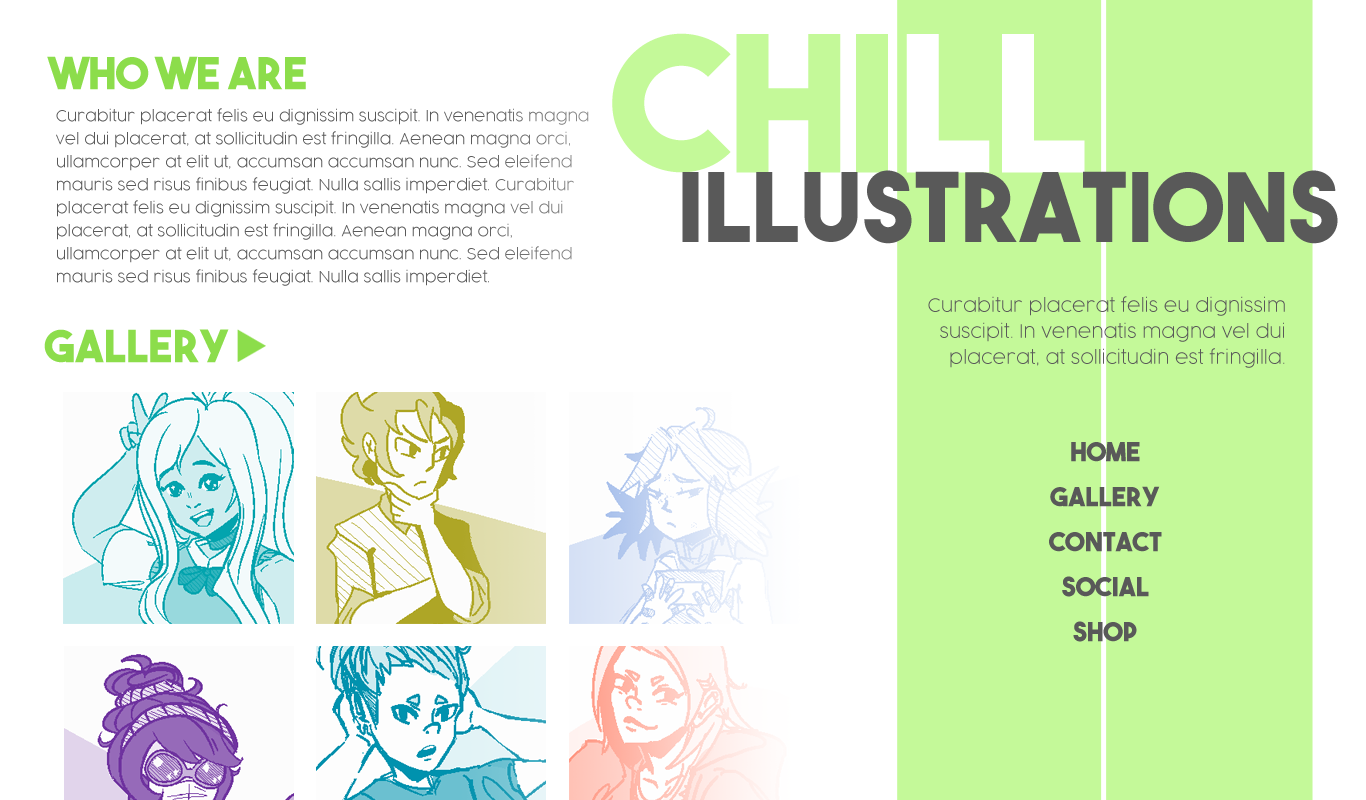 WHO WE ARE
Curabitur placerat felis eu dignissim suscipit. In venenatis magna
vel dui placerat, at sollicitudin est fringilla. Aenean magna orci,
ullamcorper at elit ut, accumsan accumsan nunc. Sed eleifend
mauris sed risus finibus feugiat. Nulla sallis imperdiet. Curabitur
placerat felis eu dignissim suscipit. In venenatis magna vel dui
placerat, at sollicitudin est fringilla. Aenean magna orci,
ullamcorper at elit ut, accumsan accumsan nunc. Sed eleifend
mauris sed risus finibus feugiat. Nulla sallis imperdiet.
GALLERY
CHILL
ILLUSTRATIONS
Curabitur placerat felis eu dignissim
suscipit. In venenatis magna vel dui
placerat, at sollicitudin est fringilla.
HOME
GALLERY
CONTACT
SOCIAL
SHOP